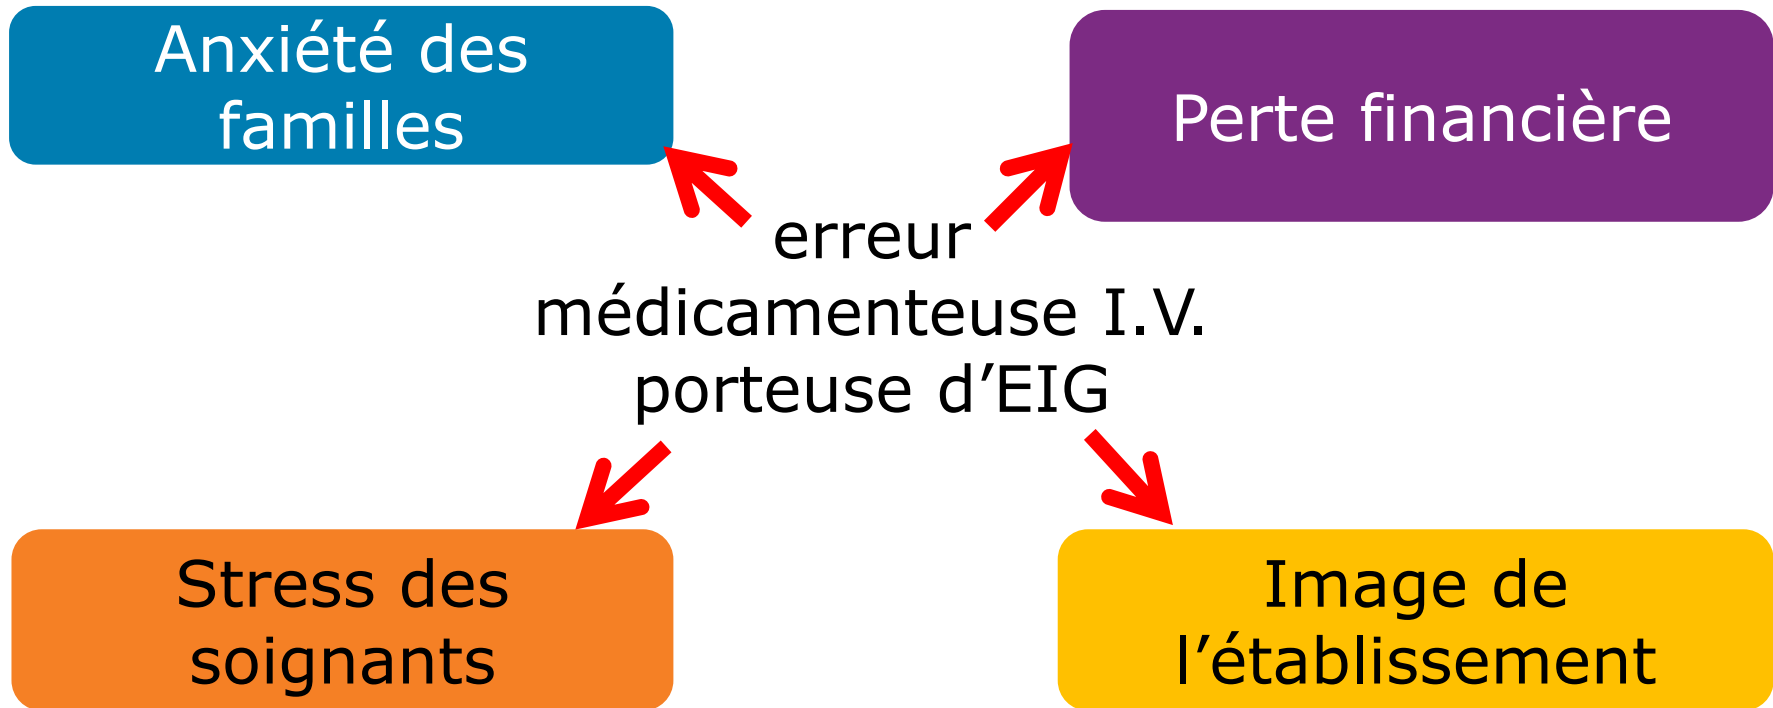 Anxiété des
familles
Perte financière
erreur
médicamenteuse I.V.
porteuse d’EIG
Stress des
soignants
Image de
l’établissement